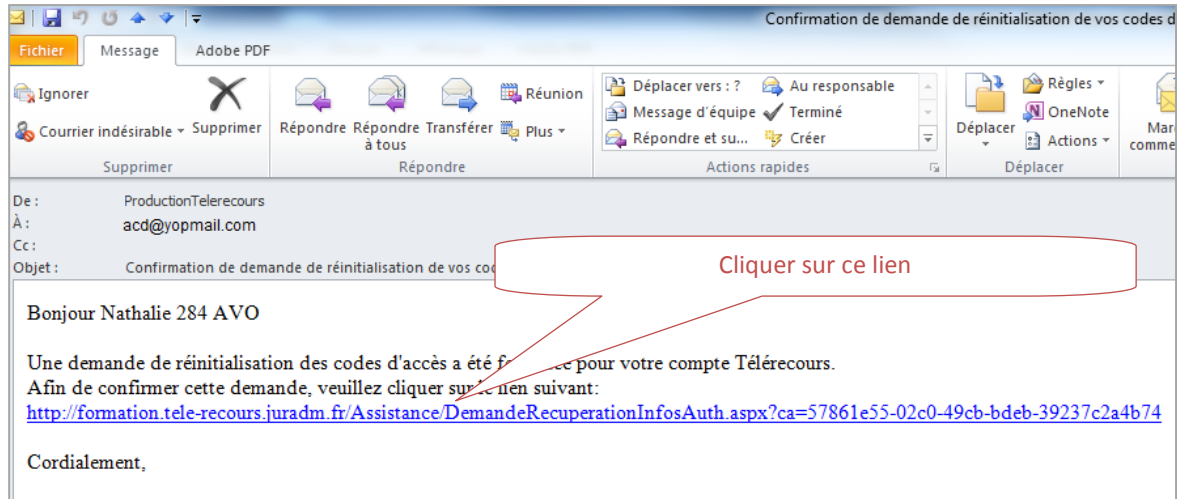 Confirmation de demande de réinitialisation de vos codes d
Fichier Message Adobe PDF
Ignorer
Courrier indésirable
Supprimer
Supprimer
Répondre
Répondre à tous
Transférer
Réunion
Plus
Répondre
Déplacer vers : ?
Message d'équipe
Répondre et su...
Au responsable
Terminé
Créer
Actions rapides
Déplacer
Règles
OneNote
Actions
Déplacer
Mar
comme
De : ProductionTelerecours
À : acd@yopmail.com
Cc :
Objet : Confirmation de demande de réinitialisation de vos co
Cliquer sur ce lien
Bonjour Nathalie 284 AVO
Une demande de réinitialisation des codes d'accès a été pour votre compte Télérecours.
Afin de confirmer cette demande, veuillez cliquer sur le lien suivant:
http://formation.tele-recours.juradm.fr/Assistance/DemandeRecuperationInfosAuth.aspx?ca=57861e55-02c0-49cb-bdeb-39237c2a4b74
Cordialement,